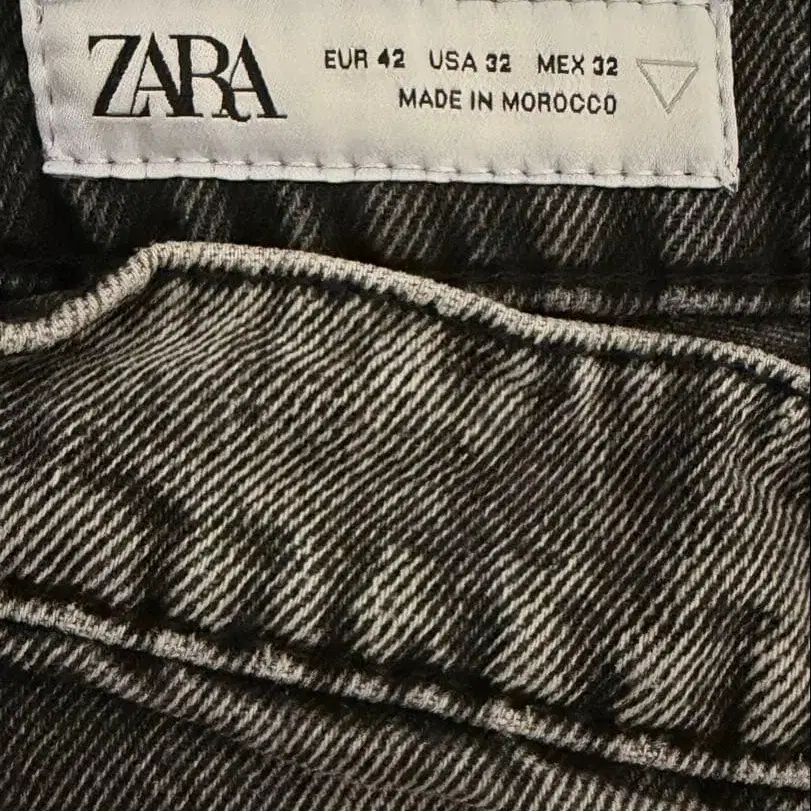 ZARA
EUR 42 USA 32 MEX 32
MADE IN MOROCCO